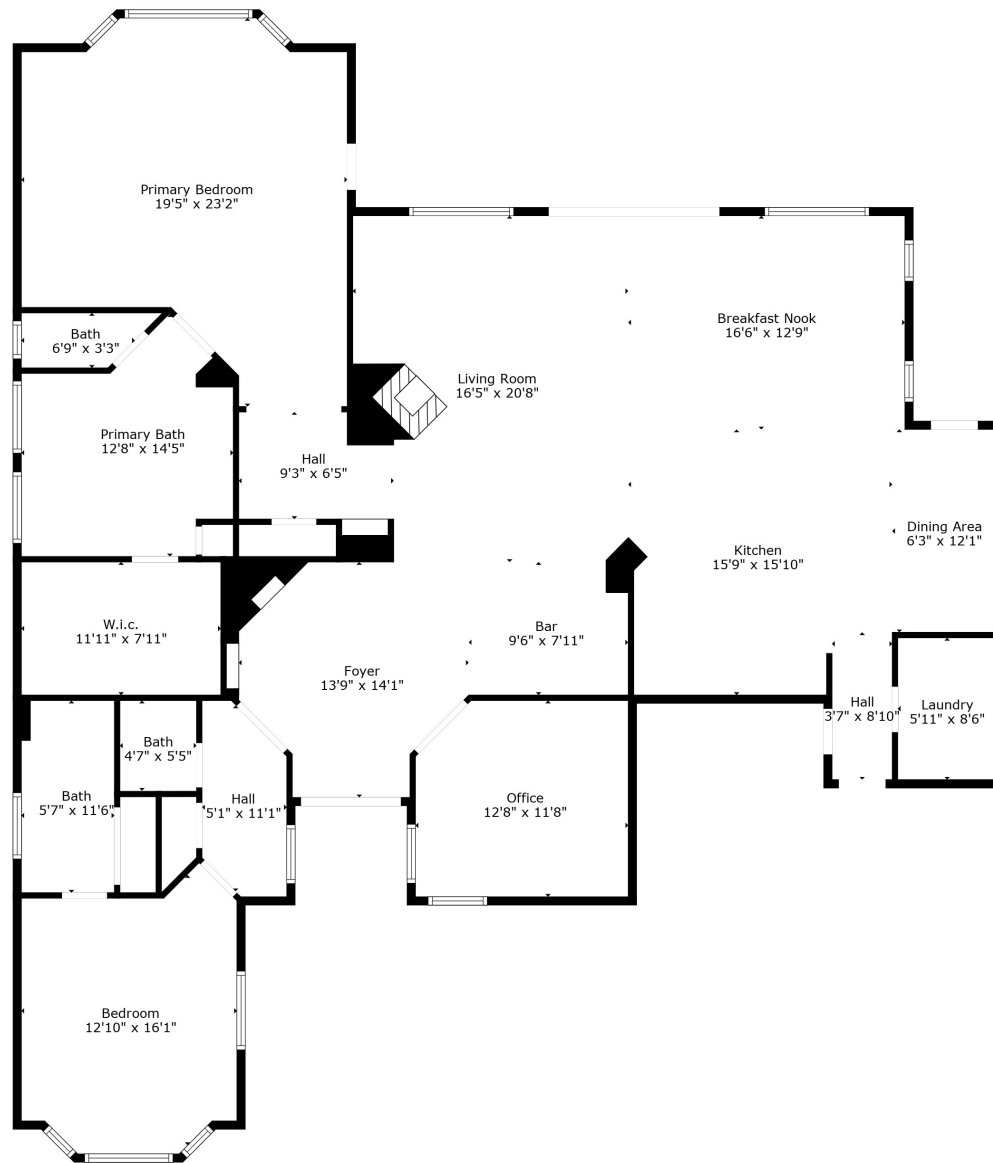 Primary Bedroom
19'5" x 23'2"
Bath
6'9" x 3'3"
Breakfast Nook
16'6" x 12'9"
Living Room
16'5" x 20'8"
Primary Bath
12'8" x 14'5"
Hall
9'3" x 6'5"
Dining Area
6'3" x 12'1"
Kitchen
15'9" x 15'10"
W.i.c.
11'11" x 7'11"
Bar
9'6" x 7'11"
Foyer
13'9" x 14'1"
Hall
3'7" x 8'10"
Laundry
5'11" x 8'6"
Bath
4'7" x 5'5"
Bath
5'7" x 11'6"
Hall
5'1" x 11'1"
Office
12'8" x 11'8"
Bedroom
12'10" x 16'1"